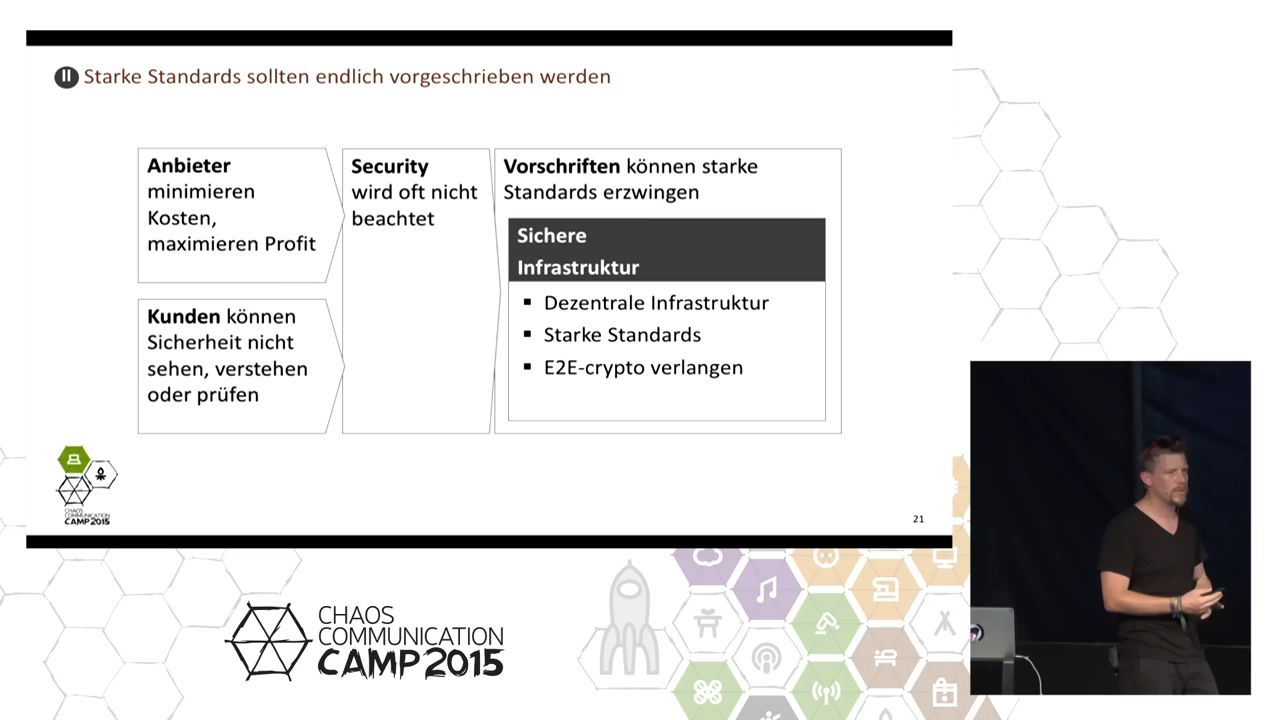 Starke Standards sollten endlich vorgeschrieben werden
Anbieter
minimieren
Kosten,
maximieren Profit
Kunden können
Sicherheit nicht
sehen, verstehen
oder prüfen
Security
wird oft nicht
beachtet
Vorschriften können starke
Standards erzwingen
Sichere
Infrastruktur
▪ Dezentrale Infrastruktur
▪ Starke Standards
▪ E2E-crypto verlangen
CHAOS
COMMUNICATION
CAMP 2015
21
CHAOS
COMMUNICATION
CAMP 2015